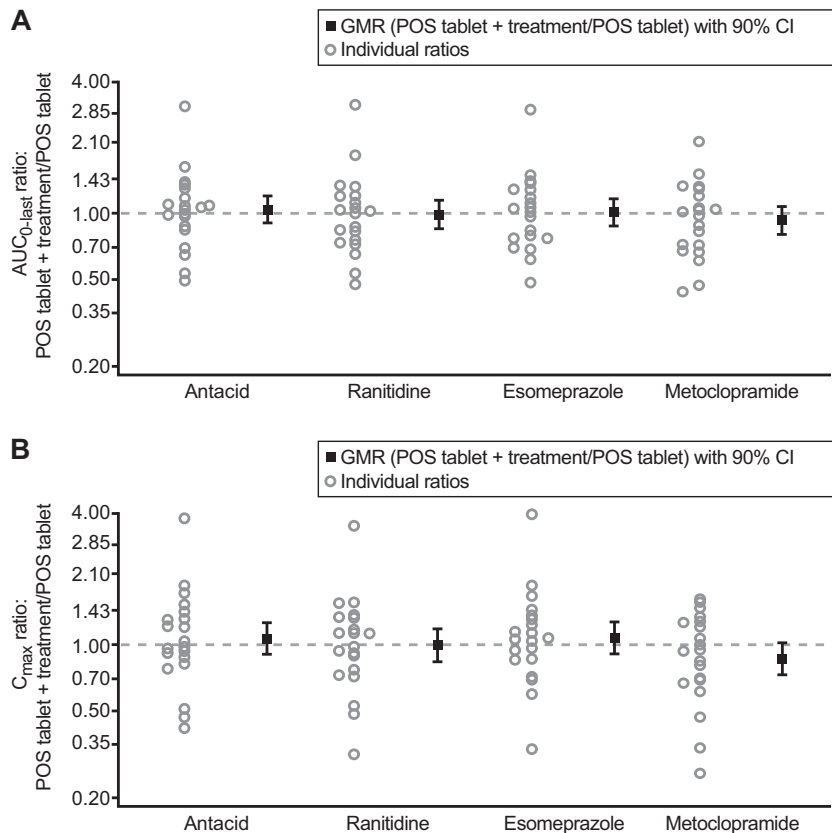 A
GMR (POS tablet + treatment/POS tablet) with 90% CI
Individual ratios
AUC0-last ratio:
POS tablet + treatment/POS tablet
4.00
2.85
2.10
1.43
1.00
0.70
0.50
0.35
0.20
Antacid Ranitidine Esomeprazole Metoclopramide
B
GMR (POS tablet + treatment/POS tablet) with 90% CI
Individual ratios
Cmax ratio:
POS tablet + treatment/POS tablet
4.00
2.85
2.10
1.43
1.00
0.70
0.50
0.35
0.20
Antacid Ranitidine Esomeprazole Metoclopramide